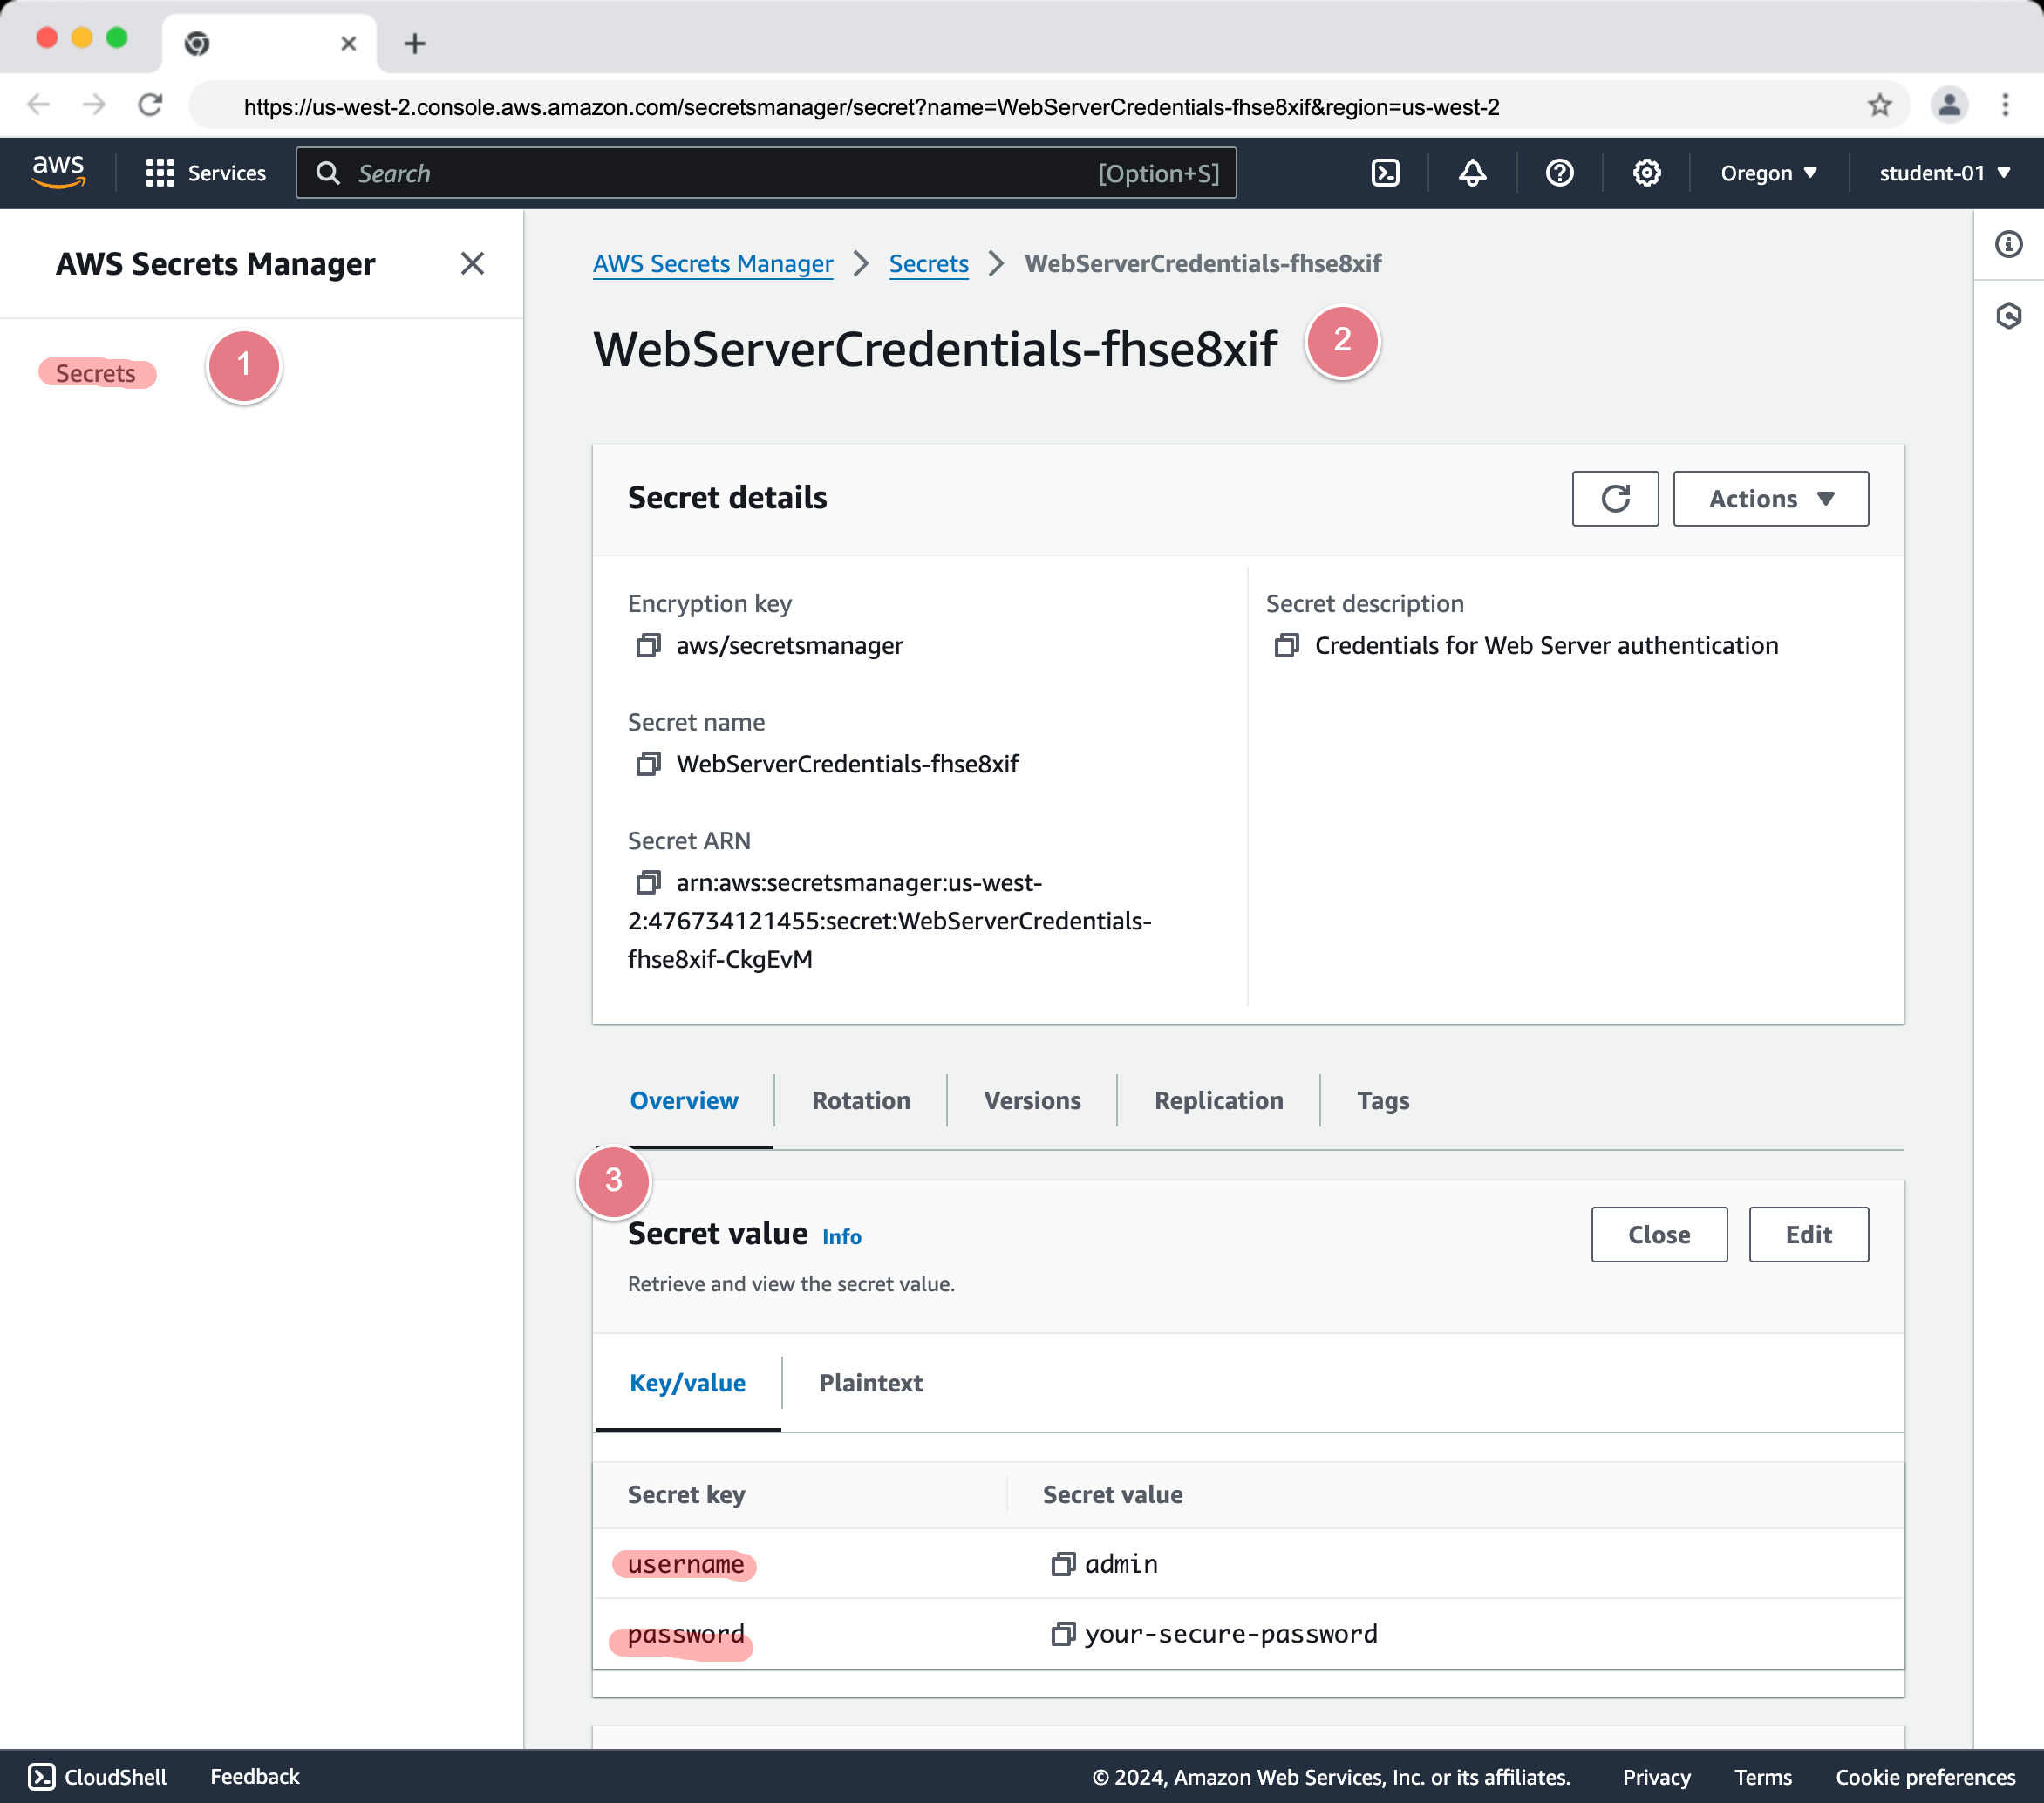 https://us-west-2.console.aws.amazon.com/secretsmanager/secret?name=WebServerCredentials-fhse8xif&region=us-west-2
aws Services Search [Option+S] Oregon student-01
AWS Secrets Manager
Secrets
1
AWS Secrets Manager Secrets WebServerCredentials-fhse8xif
WebServerCredentials-fhse8xif
2
Secret details
Actions
Encryption key
aws/secretsmanager
Secret name
WebServerCredentials-fhse8xif
Secret ARN
arn:aws:secretsmanager:us-west-
2:476734121455:secret:WebServerCredentials-
fhse8xif-CkgEvM
Secret description
Credentials for Web Server authentication
Overview Rotation Versions Replication Tags
3
Secret value Info
Close Edit
Retrieve and view the secret value.
Key/value Plaintext
Secret key Secret value
username admin
password your-secure-password
CloudShell Feedback © 2024, Amazon Web Services, Inc. or its affiliates. Privacy Terms Cookie preferences